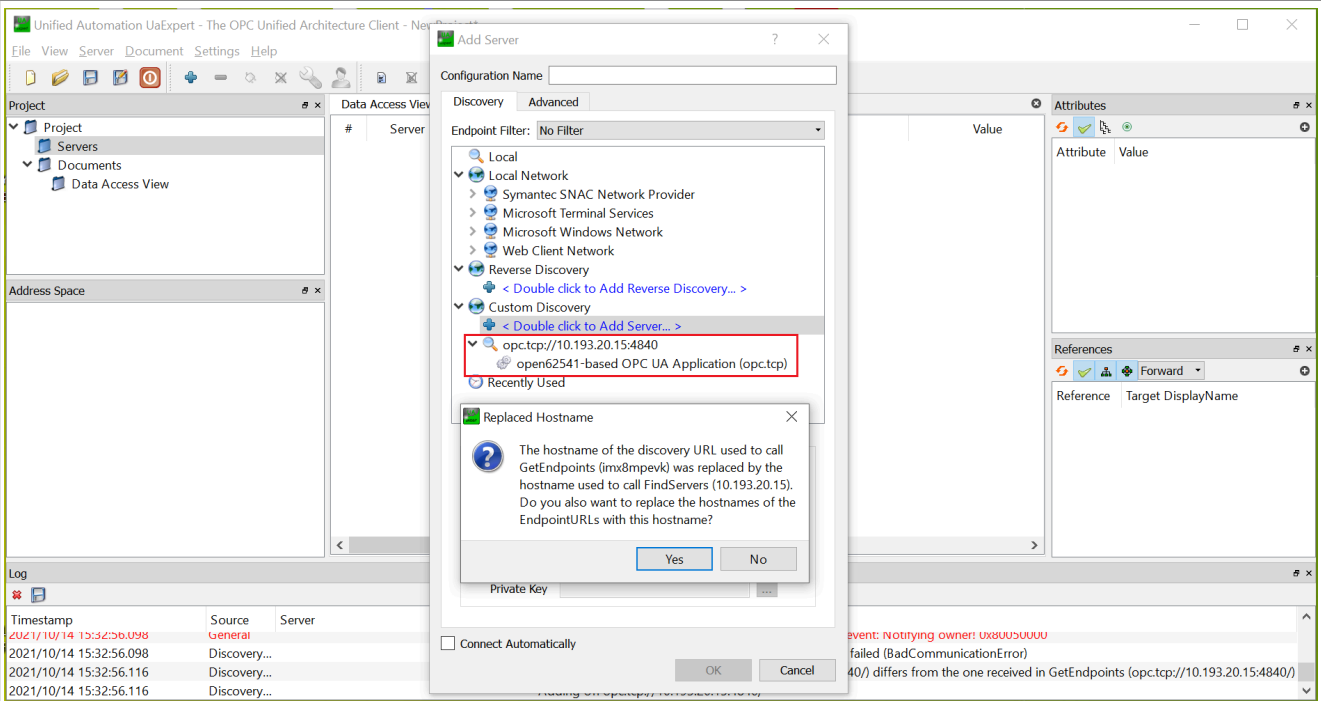 Unified Automation UaExpert - The OPC Unified Architecture Client - NewProject*
File View Server Document Settings Help
Project
Project
Servers
Documents
Data Access View
Address Space
Data Access View
# Server
Value
Add Server
?
Configuration Name
Discovery Advanced
Endpoint Filter: No Filter
Local
Local Network
Symantec SNAC Network Provider
Microsoft Terminal Services
Microsoft Windows Network
Web Client Network
Reverse Discovery
< Double click to Add Reverse Discovery... >
Custom Discovery
< Double click to Add Server... >
opc.tcp://10.193.20.15:4840
open62541-based OPC UA Application (opc.tcp)
Recently Used
Replaced Hostname
The hostname of the discovery URL used to call
GetEndpoints (imx8mpevk) was replaced by the
hostname used to call FindServers (10.193.20.15).
Do you also want to replace the hostnames of the
EndpointURLs with this hostname?
Yes No
Private Key ...
Connect Automatically
OK Cancel
Attributes
Attribute Value
References
Forward
Reference Target DisplayName
Log
Timestamp Source Server
2021/10/14 15:32:56.098 General event: Notifying owner! 0x80050000
2021/10/14 15:32:56.098 Discovery... failed (BadCommunicationError)
2021/10/14 15:32:56.116 Discovery... 40/) differs from the one received in GetEndpoints (opc.tcp://10.193.20.15:4840/)
2021/10/14 15:32:56.116 Discovery...